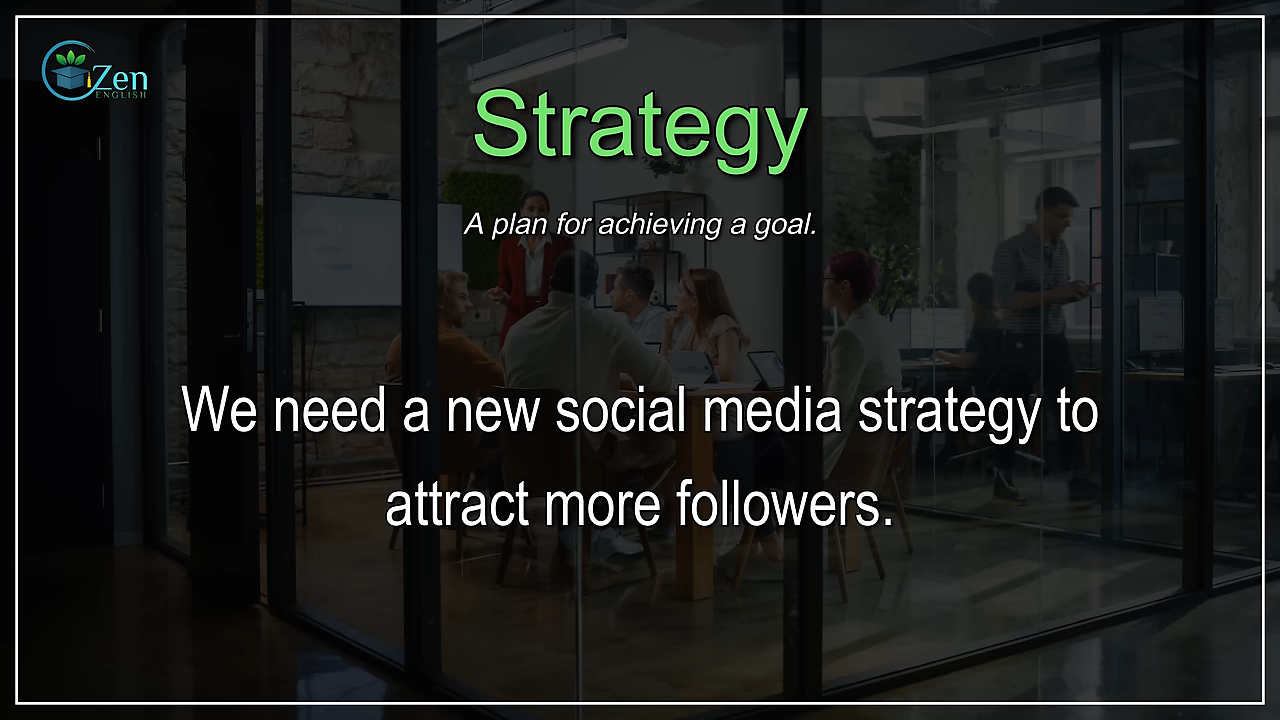 Zen
ENGLISH
Strategy
A plan for achieving a goal.
We need a new social media strategy to
attract more followers.